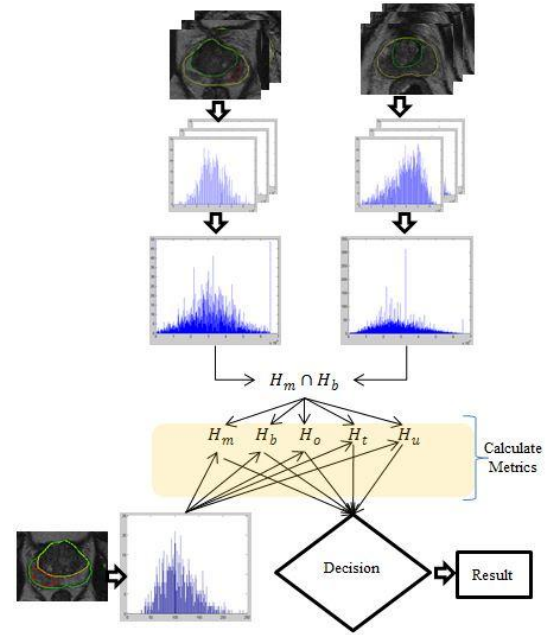 H_m ∩ H_b
H_m H_b H_o H_t H_u
Calculate
Metrics
Decision
Result